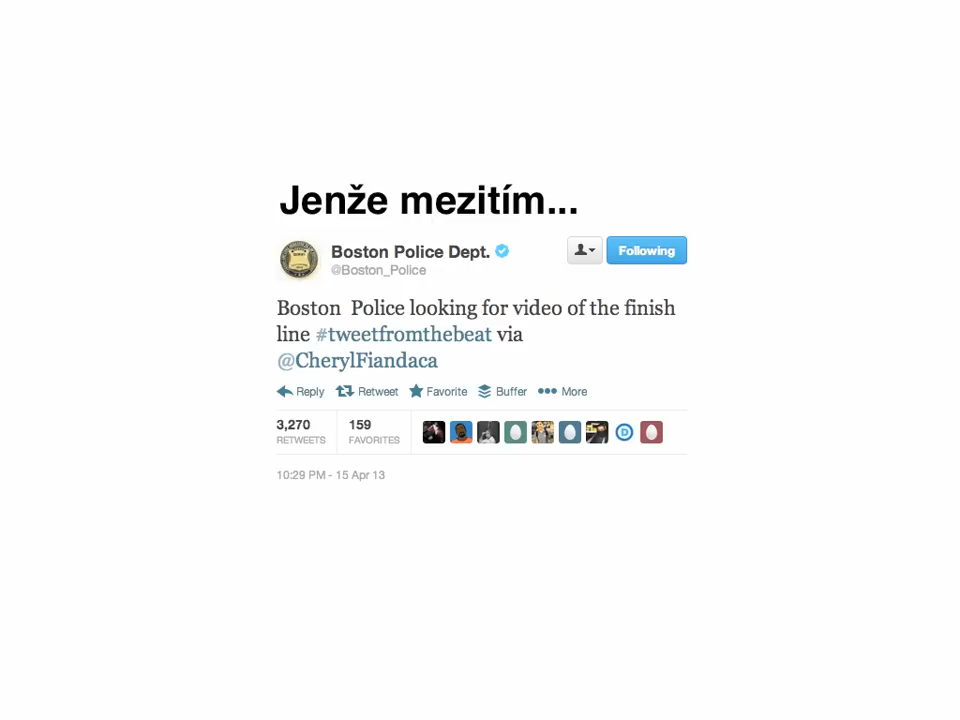 Jenže mezitím...
Boston Police Dept.
@Boston_Police
Following
Boston  Police looking for video of the finish
line #tweetfromthebeat via
@CherylFiandaca
Reply Retweet Favorite Buffer More
3,270 159
RETWEETS FAVORITES
10:29 PM - 15 Apr 13